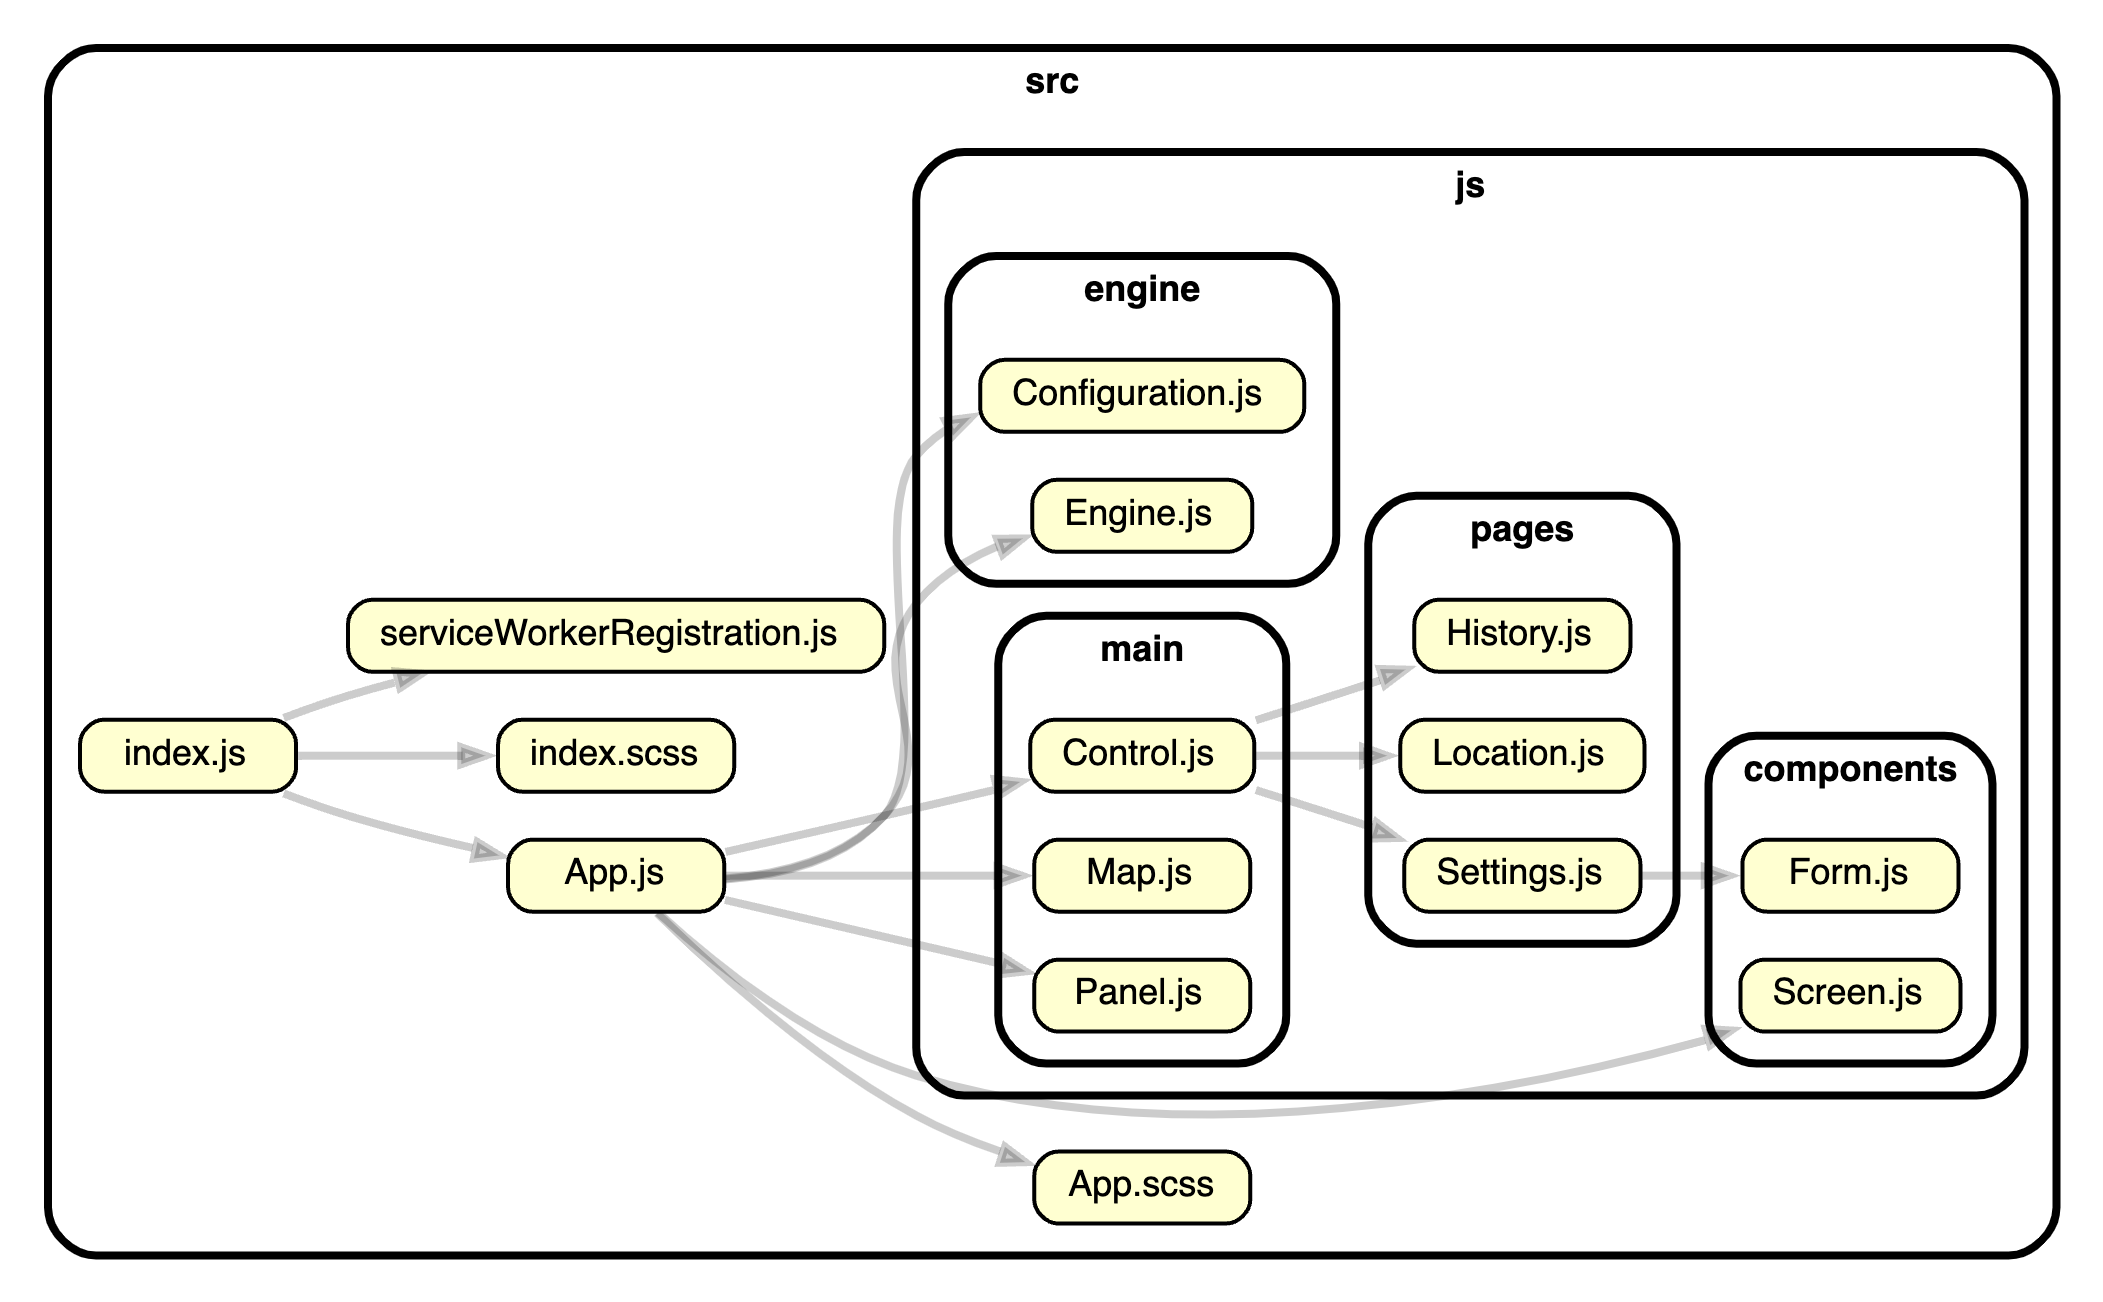 src
js
engine
Configuration.js
Engine.js
pages
serviceWorkerRegistration.js
main
History.js
index.js
index.scss
Control.js
Location.js
components
App.js
Map.js
Settings.js
Form.js
Panel.js
Screen.js
App.scss